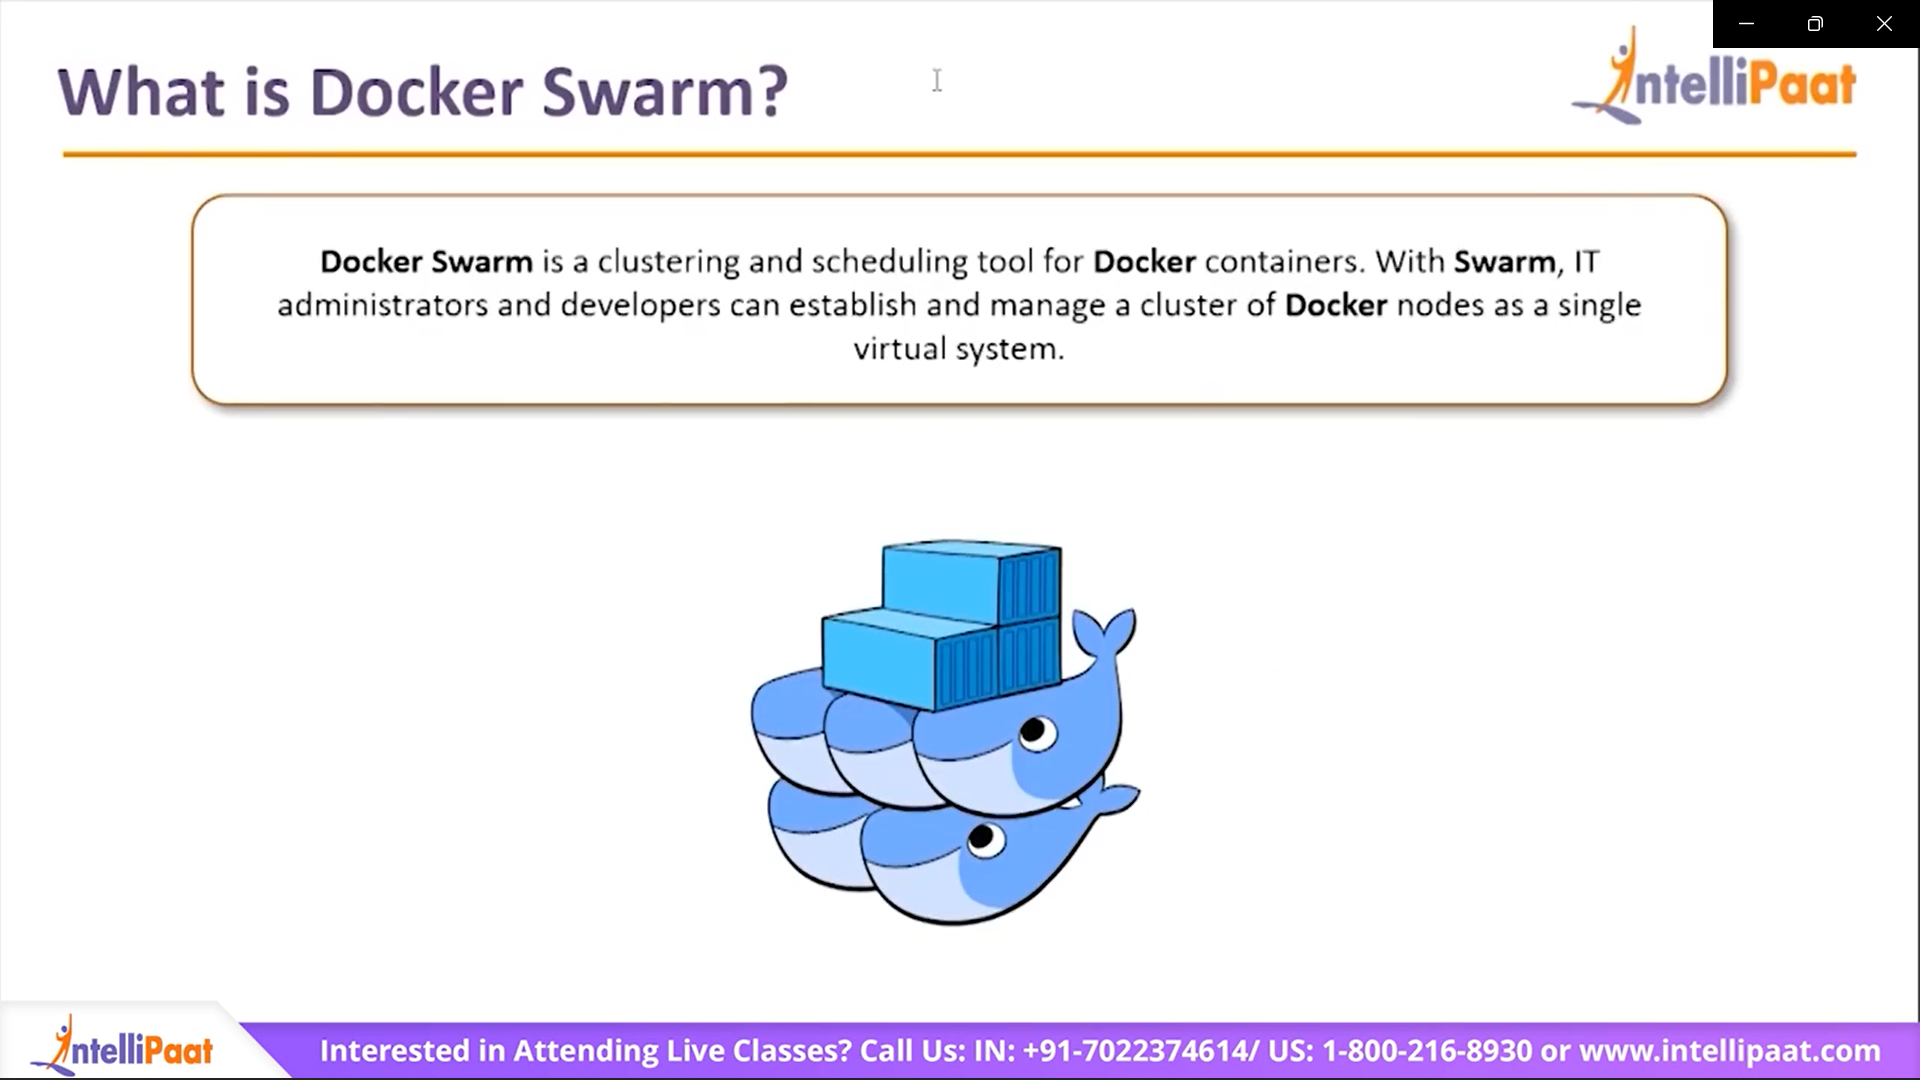 What is Docker Swarm?
IntelliPaat
Docker Swarm is a clustering and scheduling tool for Docker containers. With Swarm, IT
administrators and developers can establish and manage a cluster of Docker nodes as a single
virtual system.
IntelliPaat
Interested in Attending Live Classes? Call Us: IN: +91-7022374614/ US: 1-800-216-8930 or www.intellipaat.com